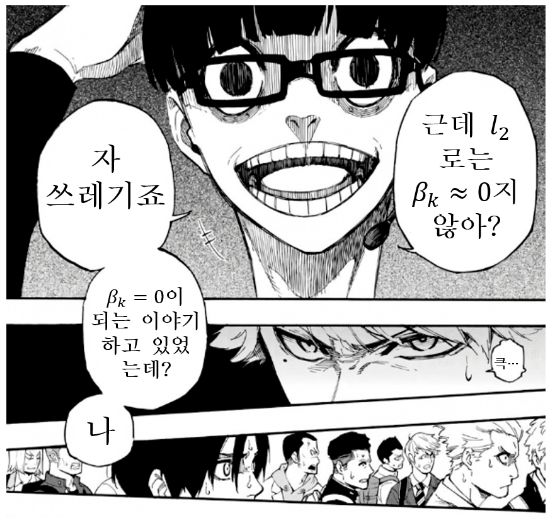 근데 l₂
로는
βₖ ≈ 0지
않아?
자
쓰레기죠
βₖ = 0이
되는 이야기
하고 있었
는데?
나
큭…